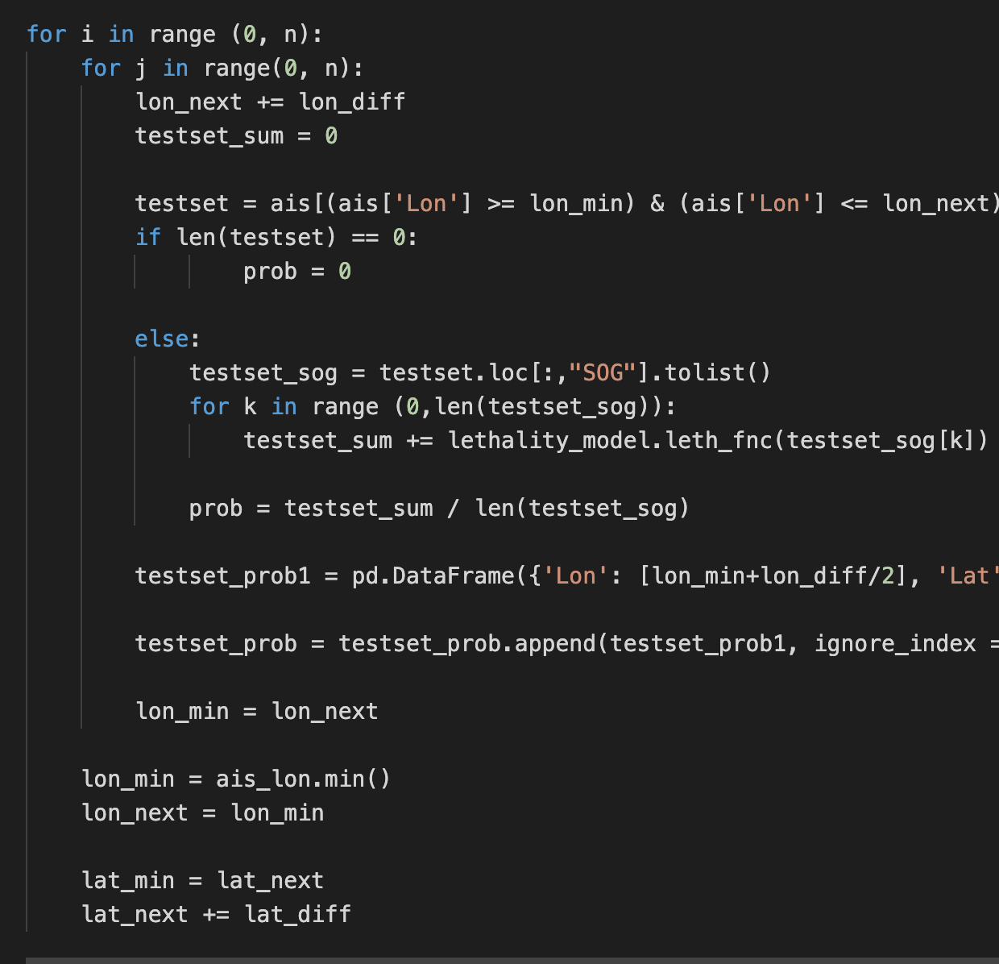 for i in range (0, n):
for j in range(0, n):
lon_next += lon_diff
testset_sum = 0
testset = ais[(ais['Lon'] >= lon_min) & (ais['Lon'] <= lon_next)
if len(testset) == 0:
prob = 0
else:
testset_sog = testset.loc[:,"SOG"].tolist()
for k in range (0,len(testset_sog)):
testset_sum += lethality_model.leth_fnc(testset_sog[k])
prob = testset_sum / len(testset_sog)
testset_prob1 = pd.DataFrame({'Lon': [lon_min+lon_diff/2], 'Lat'
testset_prob = testset_prob.append(testset_prob1, ignore_index =
lon_min = lon_next
lon_min = ais_lon.min()
lon_next = lon_min
lat_min = lat_next
lat_next += lat_diff